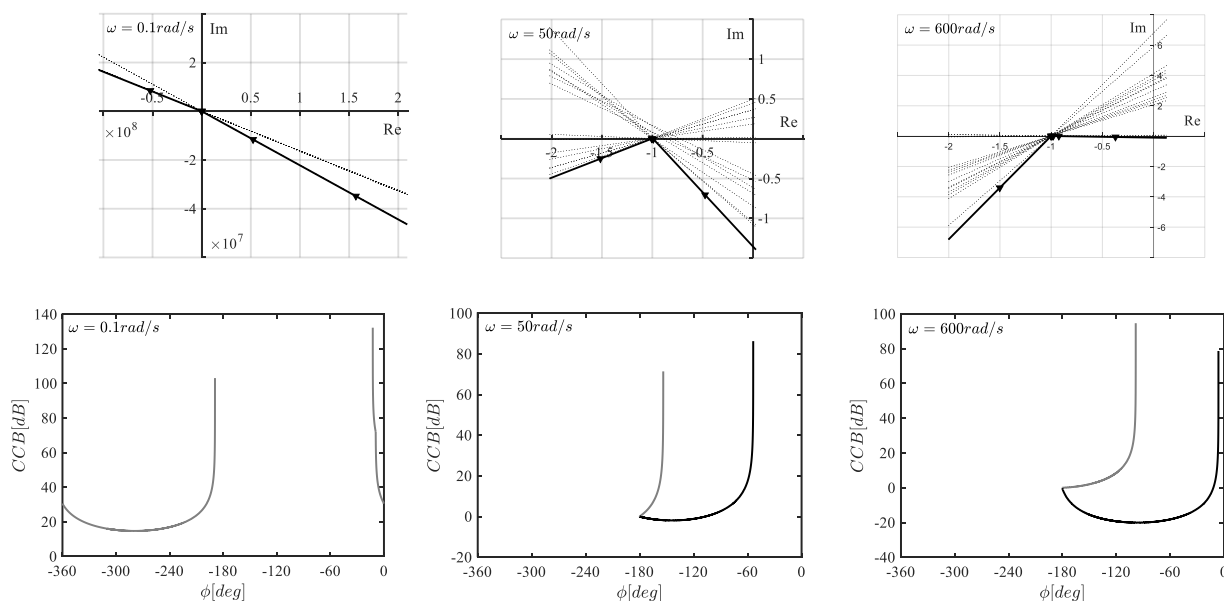 ω = 0.1rad/s
Im
2
-0.5
0
0.5
1
1.5
2
×10⁸
Re
-2
-4
×10⁷
ω = 50rad/s
Im
1
0.5
-2
-1.5
-1
-0.5
Re
-0.5
-1
ω = 600rad/s
Im
6
4
2
Re
-2
-1.5
-1
-0.5
-2
-4
-6
140
ω = 0.1rad/s
120
100
80
60
40
20
0
CCB[dB]
-360 -300 -240 -180 -120 -60 0
ϕ[deg]
100
ω = 50rad/s
80
60
40
20
0
-20
CCB[dB]
-360 -300 -240 -180 -120 -60 0
ϕ[deg]
100
ω = 600rad/s
80
60
40
20
0
-20
-40
CCB[dB]
-360 -300 -240 -180 -120 -60 0
ϕ[deg]